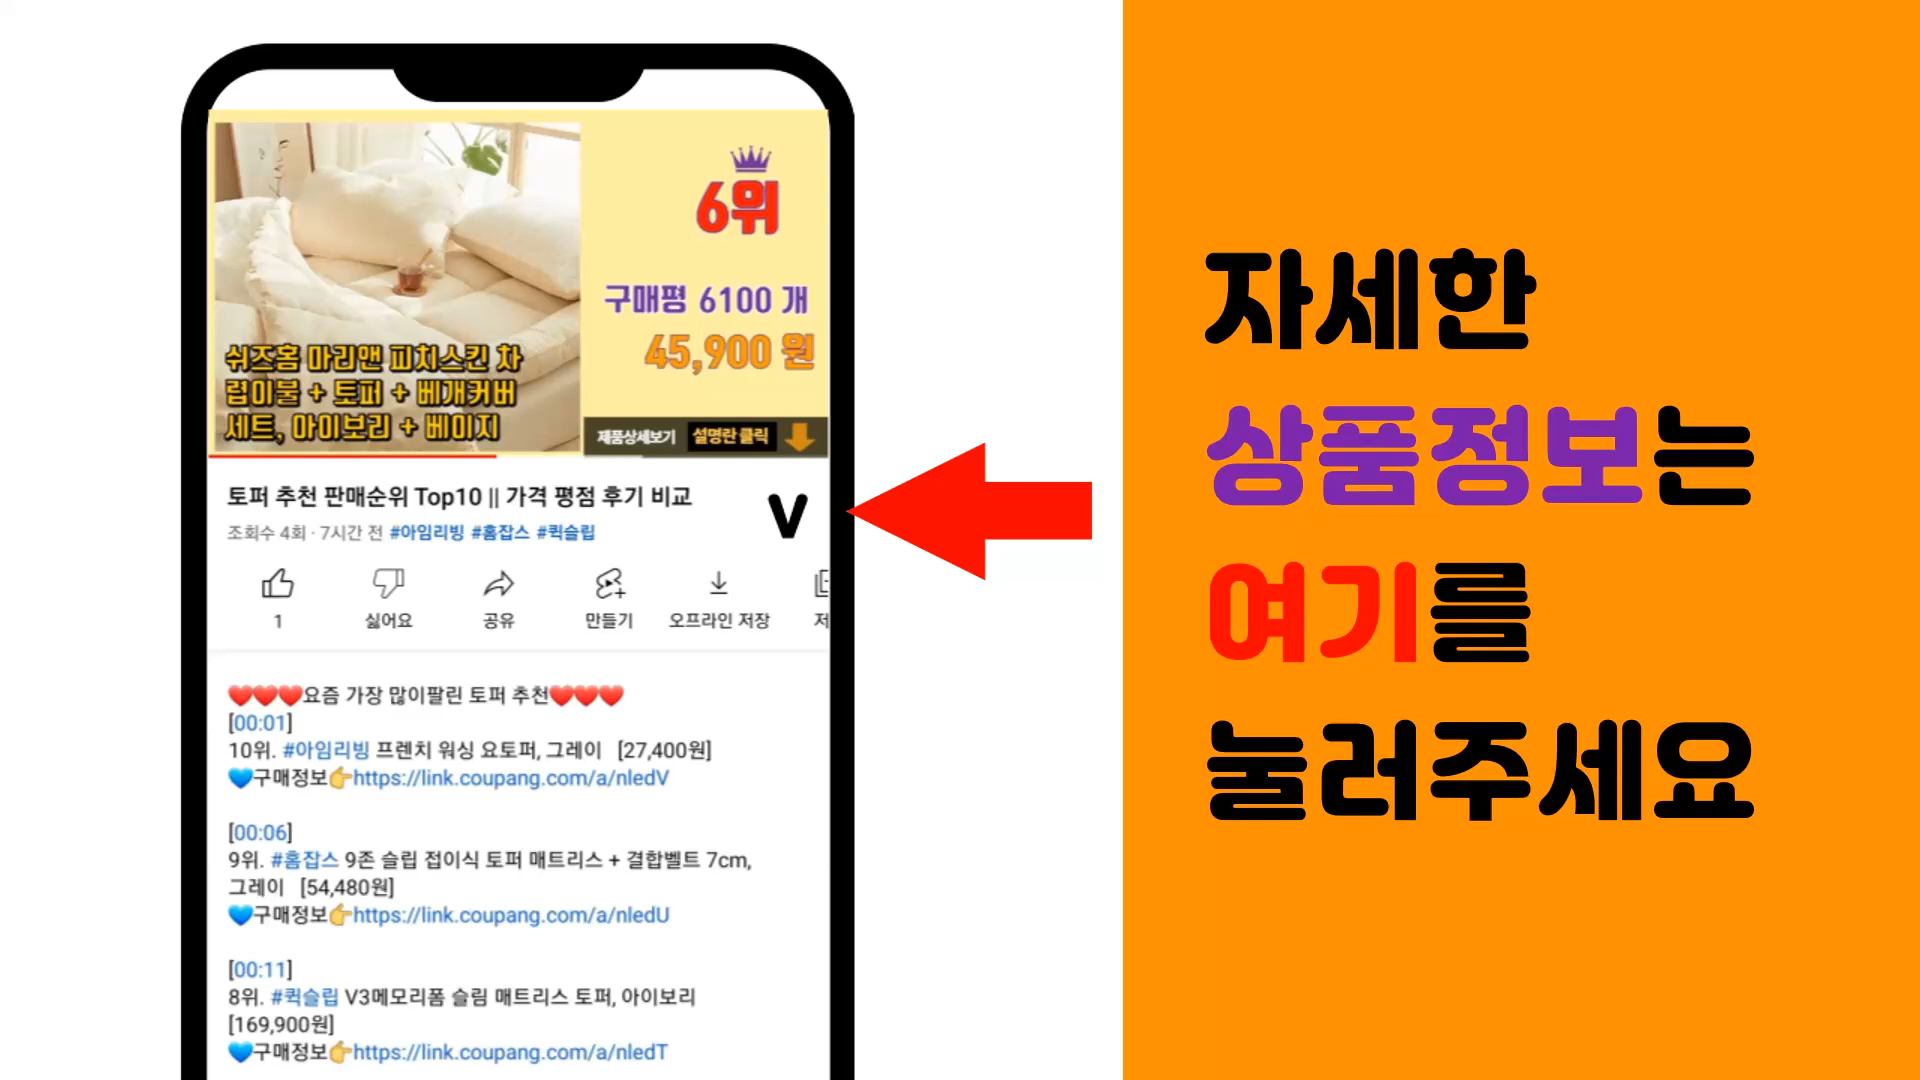 6위
구매평 6100 개
45,900 원
쉬즈홈 마리앤 피치스킨 차
렵이불 + 토퍼 + 베개커버
세트, 아이보리 + 베이지
제품상세보기 설명란 클릭
토퍼 추천 판매순위 Top10 || 가격 평점 후기 비교
V
조회수 4회 · 7시간 전 #아임리빙 #홈잡스 #퀵슬립
1 싫어요 공유 만들기 오프라인 저장 저
❤️❤️❤️요즘 가장 많이팔린 토퍼 추천❤️❤️❤️
[00:01]
10위. #아임리빙 프렌치 워싱 요토퍼, 그레이 [27,400원]
💙구매정보👉https://link.coupang.com/a/nledV
[00:06]
9위. #홈잡스 9존 슬립 접이식 토퍼 매트리스 + 결합벨트 7cm,
그레이 [54,480원]
💙구매정보👉https://link.coupang.com/a/nledU
[00:11]
8위. #퀵슬립 V3메모리폼 슬림 매트리스 토퍼, 아이보리
[169,900원]
💙구매정보👉https://link.coupang.com/a/nledT
자세한
상품정보는
여기를
눌러주세요